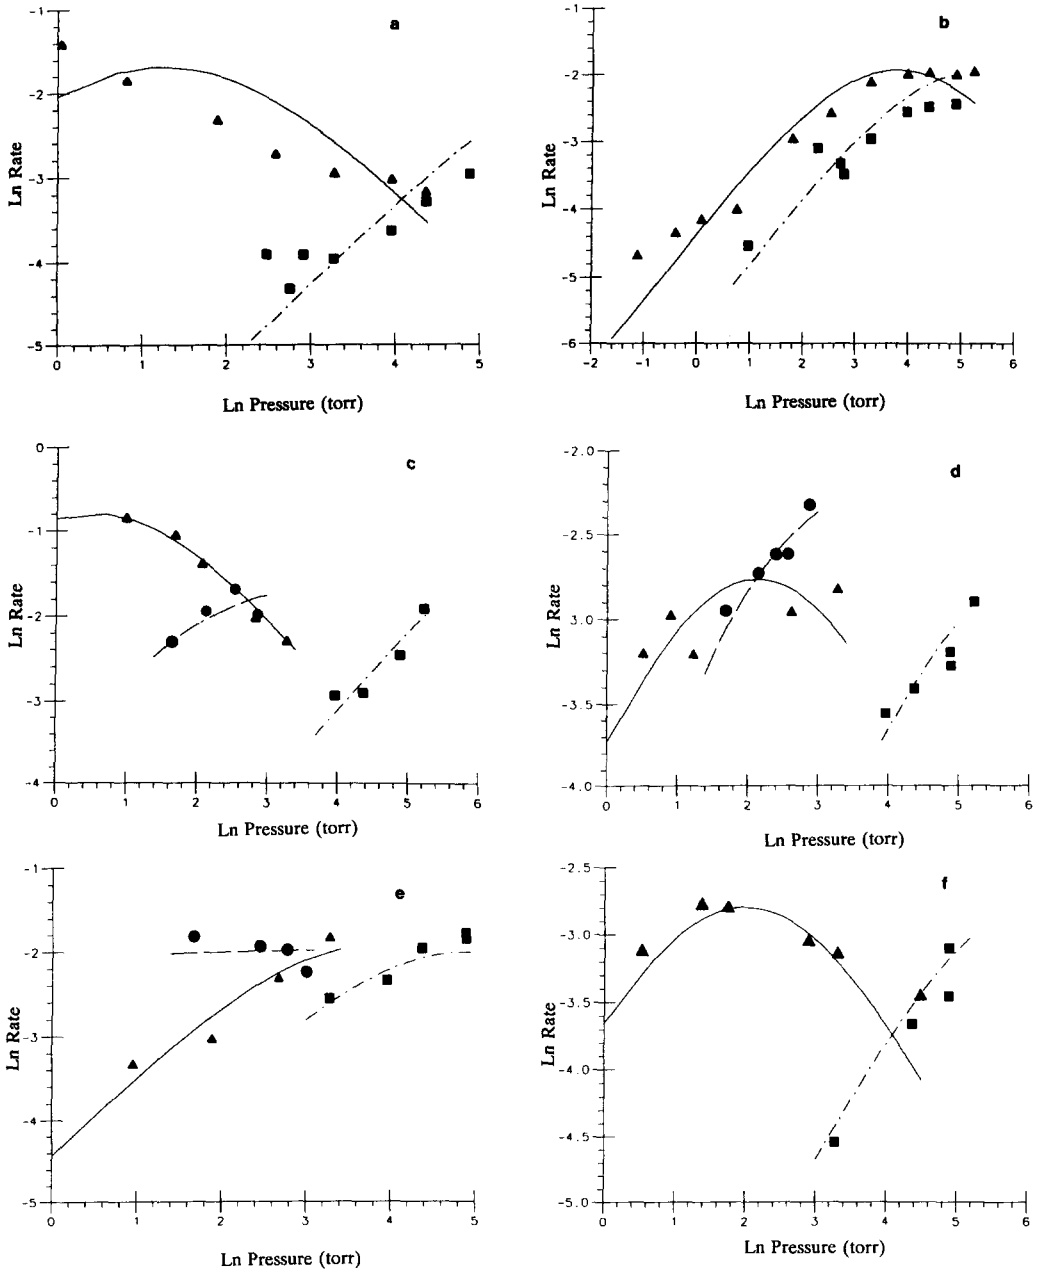 a
-1
-2
-3
-4
-5
Ln Rate
0 1 2 3 4 5
Ln Pressure (torr)
b
-1
-2
-3
-4
-5
-6
Ln Rate
-2 -1 0 1 2 3 4 5 6
Ln Pressure (torr)
c
0
-1
-2
-3
-4
Ln Rate
0 1 2 3 4 5 6
Ln Pressure (torr)
d
-2.0
-2.5
-3.0
-3.5
-4.0
Ln Rate
0 1 2 3 4 5 6
Ln Pressure (torr)
e
-1
-2
-3
-4
-5
Ln Rate
0 1 2 3 4 5
Ln Pressure (torr)
f
-2.5
-3.0
-3.5
-4.0
-4.5
-5.0
Ln Rate
0 1 2 3 4 5 6
Ln Pressure (torr)